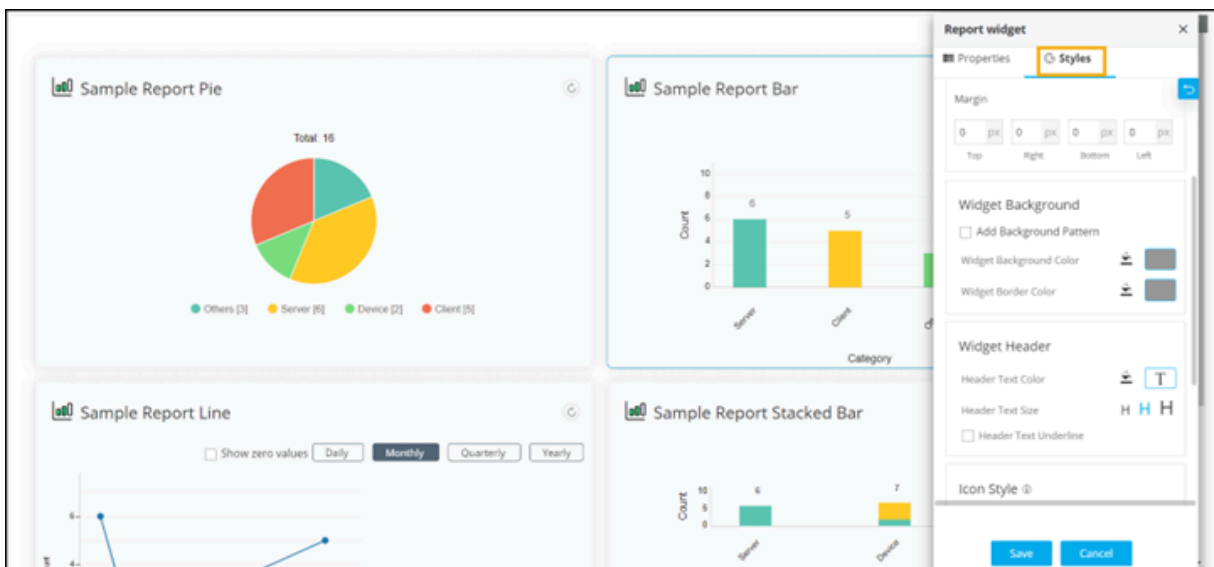 Sample Report Pie
Total: 16
Others [3] Server [6] Device [2] Client [5]
Sample Report Bar
10
8
6
4
2
0
Count
6
5
Server
Client
Category
Sample Report Line
Show zero values Daily Monthly Quarterly Yearly
6
4
Sample Report Stacked Bar
Count
10
5
0
6
7
Server
Device
Report widget
Properties Styles
Margin
0 px 0 px 0 px 0 px
Top Right Bottom Left
Widget Background
Add Background Pattern
Widget Background Color
Widget Border Color
Widget Header
Header Text Color T
Header Text Size H H H
Header Text Underline
Icon Style
Save Cancel